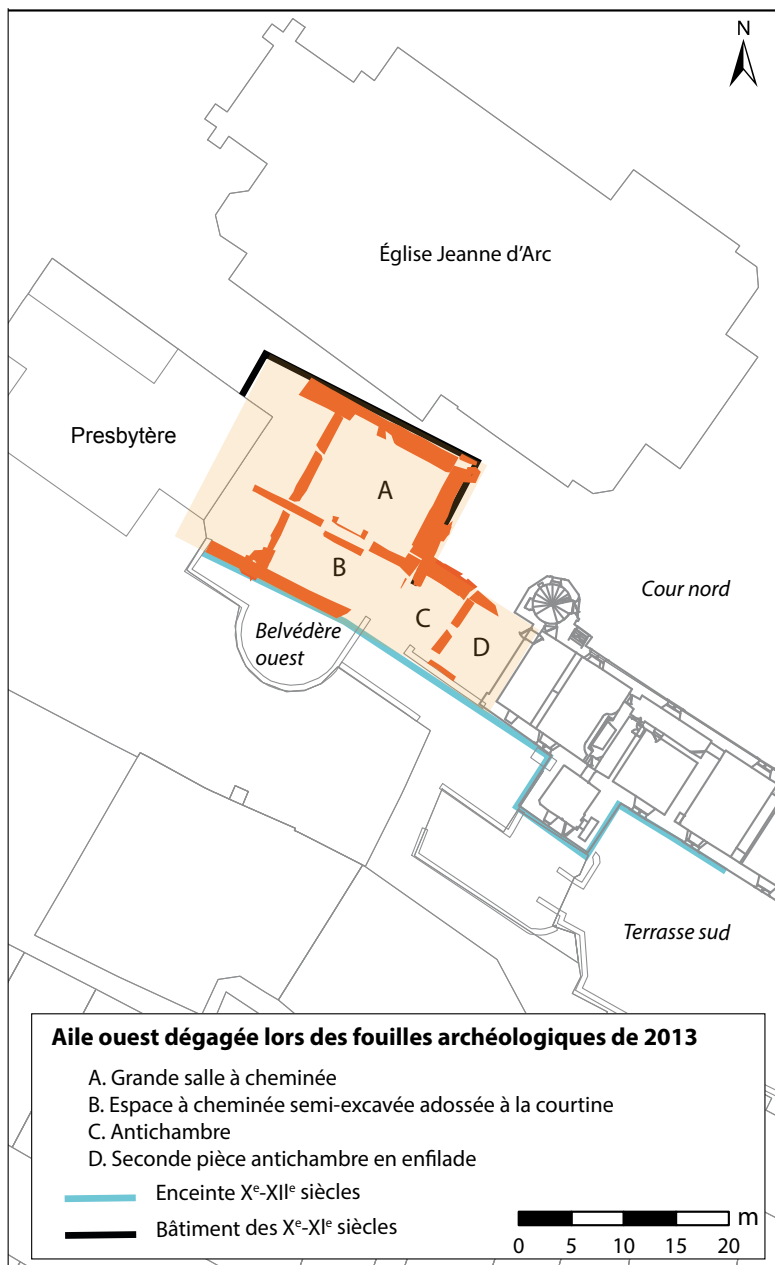 N
Église Jeanne d'Arc
Presbytère
A
B
C
D
Cour nord
Belvédère
ouest
Terrasse sud
Aile ouest dégagée lors des fouilles archéologiques de 2013
A. Grande salle à cheminée
B. Espace à cheminée semi-excavée adossée à la courtine
C. Antichambre
D. Seconde pièce antichambre en enfilade
Enceinte Xᵉ-XIIᵉ siècles
Bâtiment des Xᵉ-XIᵉ siècles
m
0 5 10 15 20